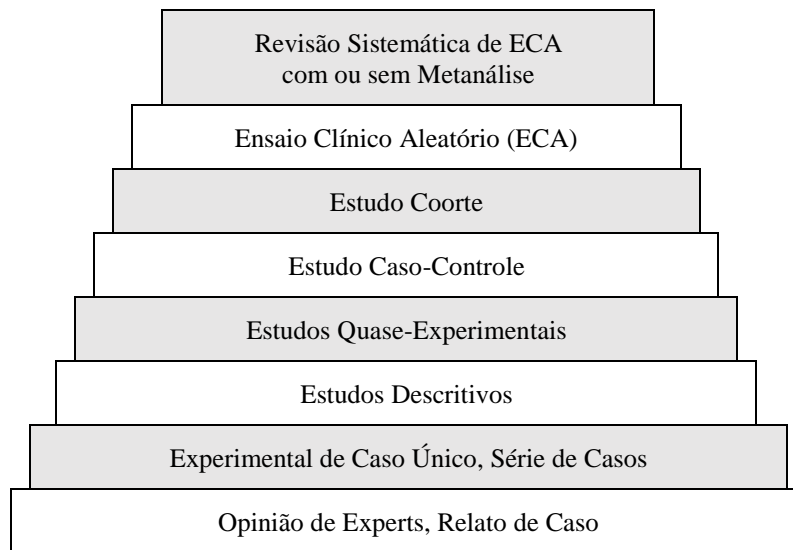 Revisão Sistemática de ECA
com ou sem Metanálise
Ensaio Clínico Aleatório (ECA)
Estudo Coorte
Estudo Caso-Controle
Estudos Quase-Experimentais
Estudos Descritivos
Experimental de Caso Único, Série de Casos
Opinião de Experts, Relato de Caso